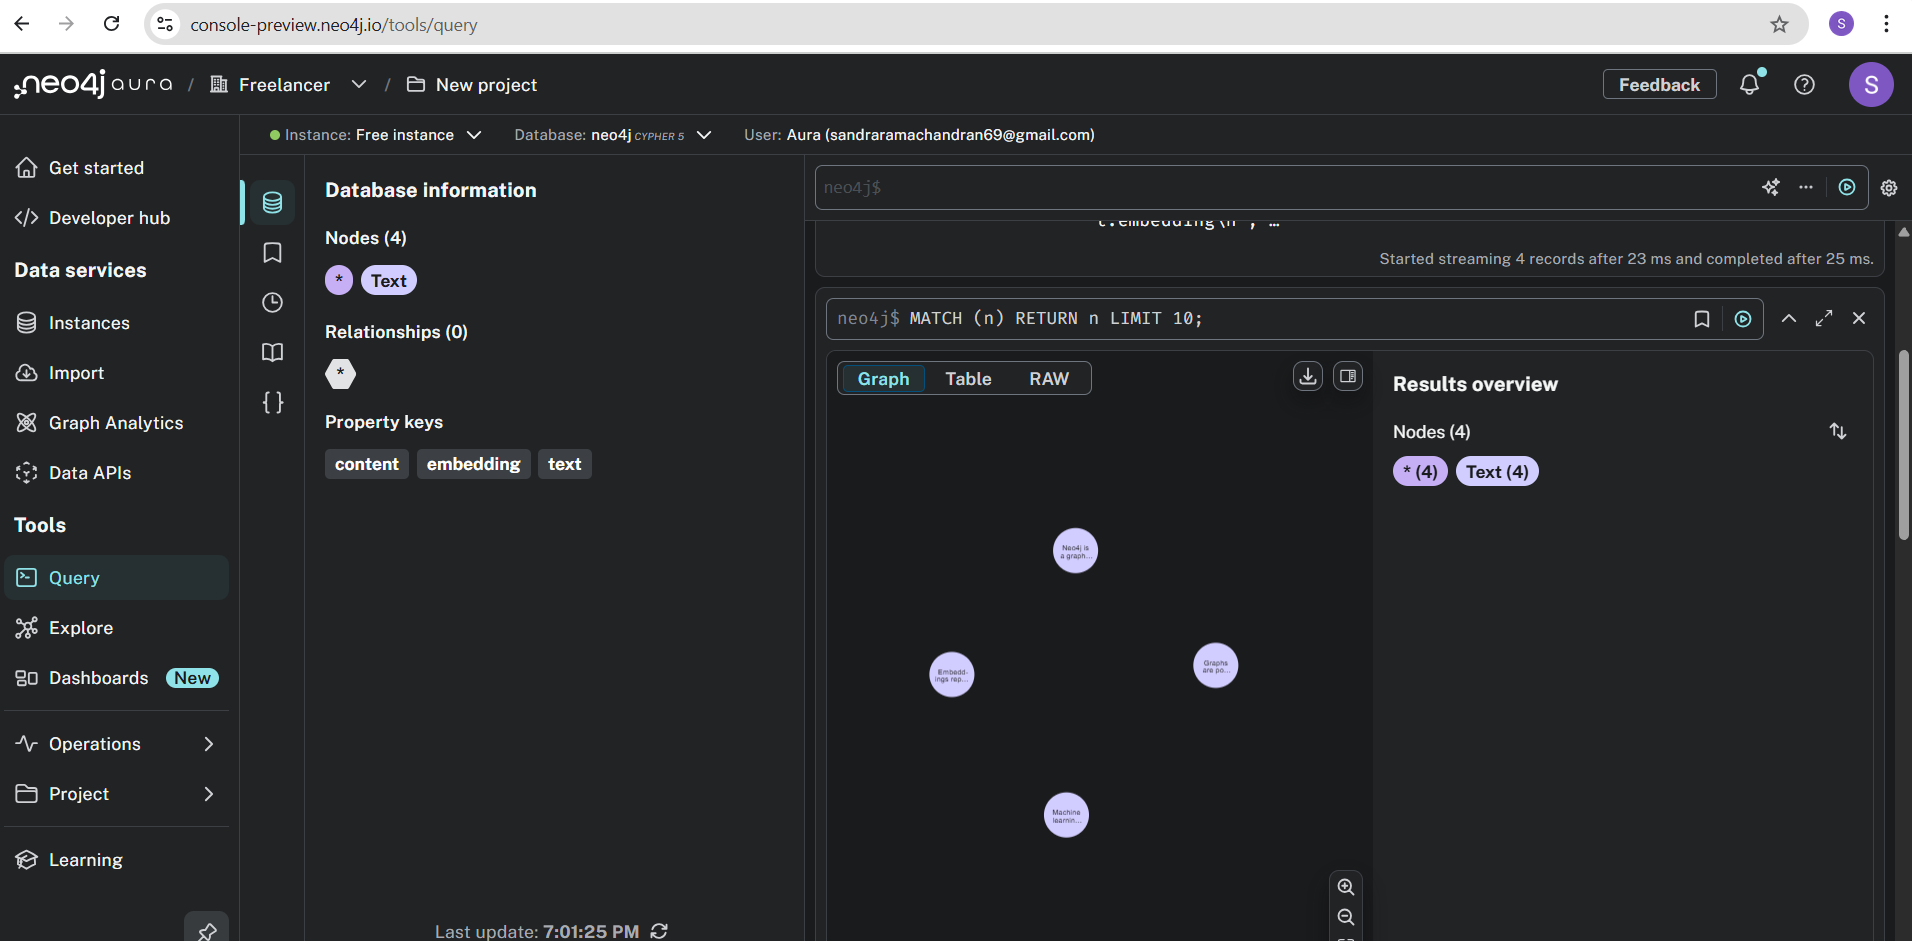 console-preview.neo4j.io/tools/query
S
neo4j aura / Freelancer / New project
Feedback
S
Instance: Free instance
Database: neo4j CYPHER 5
User: Aura (sandraramachandran69@gmail.com)
Get started
Developer hub
Data services
Instances
Import
Graph Analytics
Data APIs
Tools
Query
Explore
Dashboards New
Operations
Project
Learning
Database information
Nodes (4)
* Text
Relationships (0)
*
Property keys
content embedding text
Last update: 7:01:25 PM
neo4j$
t.embedding\n", …
Started streaming 4 records after 23 ms and completed after 25 ms.
neo4j$ MATCH (n) RETURN n LIMIT 10;
Graph Table RAW
Neo4j is
a graph...
Embedd-
ings rep...
Graphs
are po...
Machine
learnin...
Results overview
Nodes (4)
* (4) Text (4)